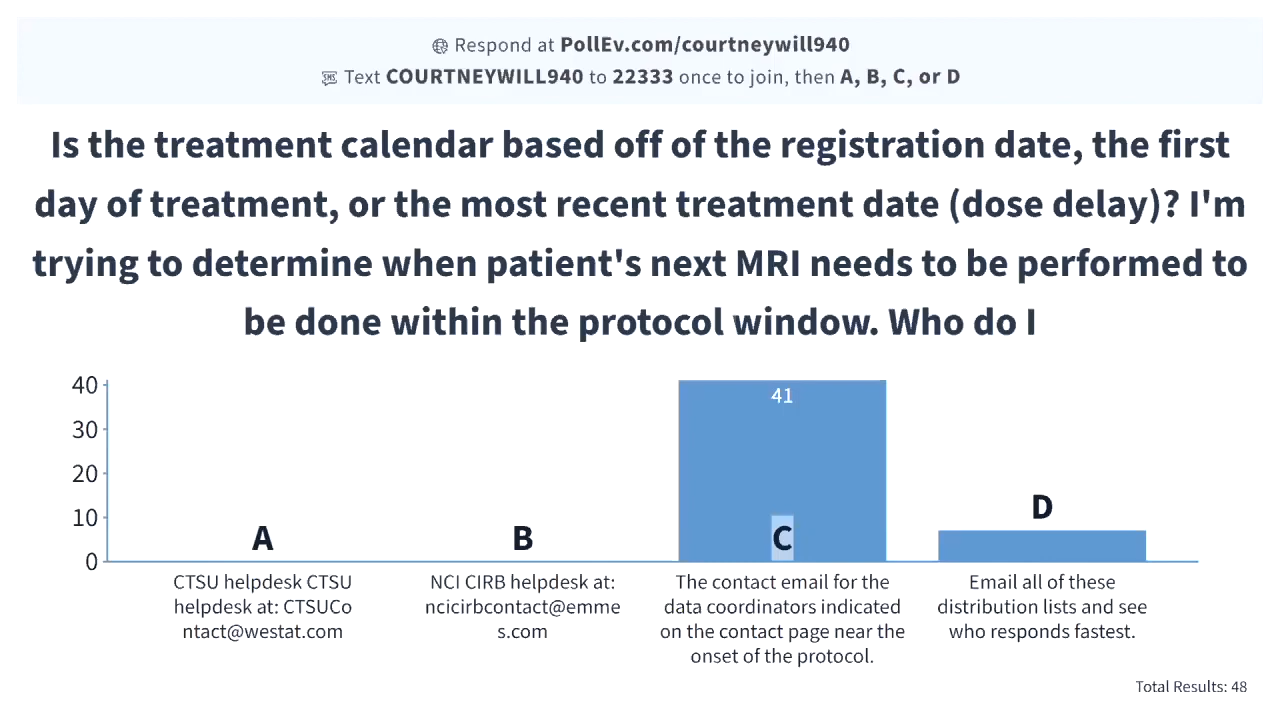 Respond at PollEv.com/courtneywill940
Text COURTNEYWILL940 to 22333 once to join, then A, B, C, or D
Is the treatment calendar based off of the registration date, the first
day of treatment, or the most recent treatment date (dose delay)? I'm
trying to determine when patient's next MRI needs to be performed to
be done within the protocol window. Who do I
40
30
20
10
0
41
A
B
C
D
CTSU helpdesk CTSU
helpdesk at: CTSUCo
ntact@westat.com
NCI CIRB helpdesk at:
ncicirbcontact@emme
s.com
The contact email for the
data coordinators indicated
on the contact page near the
onset of the protocol.
Email all of these
distribution lists and see
who responds fastest.
Total Results: 48